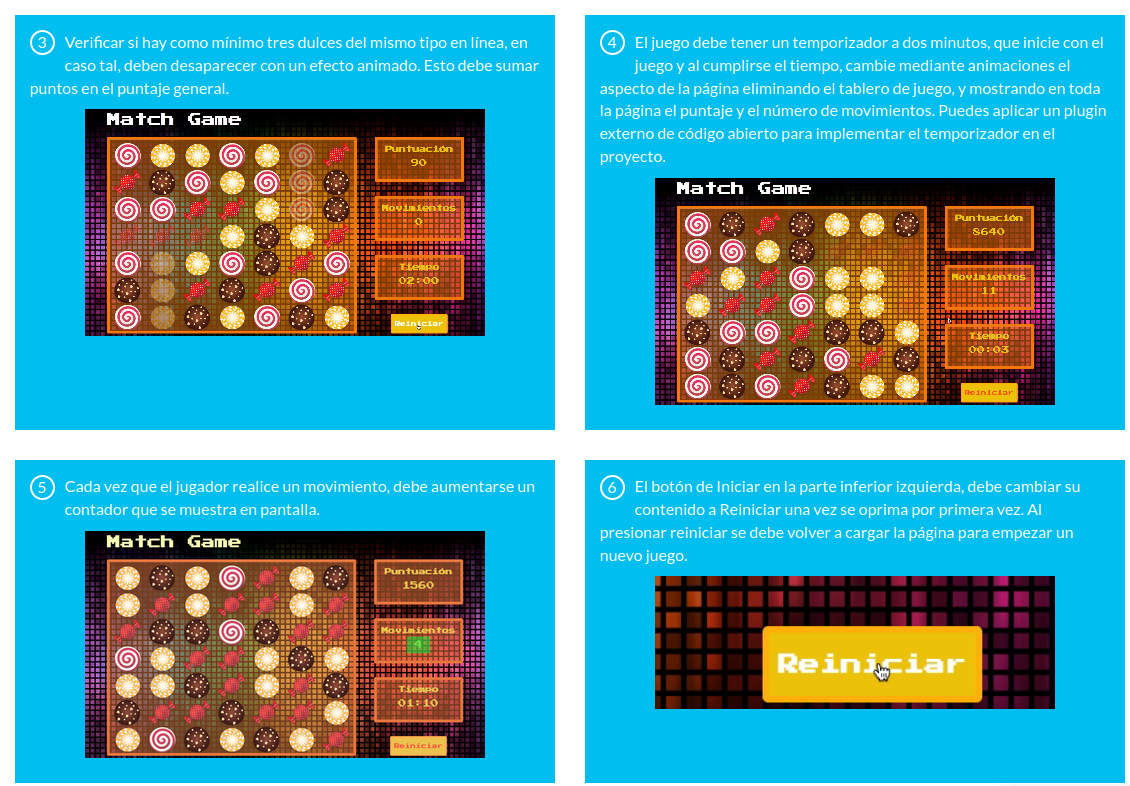 3 Verificar si hay como mínimo tres dulces del mismo tipo en línea, en
caso tal, deben desaparecer con un efecto animado. Esto debe sumar
puntos en el puntaje general.
Match Game
Puntuación
90
Movimientos
0
Tiempo
02:00
Reiniciar
4 El juego debe tener un temporizador a dos minutos, que inicie con el
juego y al cumplirse el tiempo, cambie mediante animaciones el
aspecto de la página eliminando el tablero de juego, y mostrando en toda
la página el puntaje y el número de movimientos. Puedes aplicar un plugin
externo de código abierto para implementar el temporizador en el
proyecto.
Match Game
Puntuación
8640
Movimientos
11
Tiempo
00:03
Reiniciar
5 Cada vez que el jugador realice un movimiento, debe aumentarse un
contador que se muestra en pantalla.
Match Game
Puntuación
1560
Movimientos
4
Tiempo
01:10
Reiniciar
6 El botón de Iniciar en la parte inferior izquierda, debe cambiar su
contenido a Reiniciar una vez se oprima por primera vez. Al
presionar reiniciar se debe volver a cargar la página para empezar un
nuevo juego.
Reiniciar